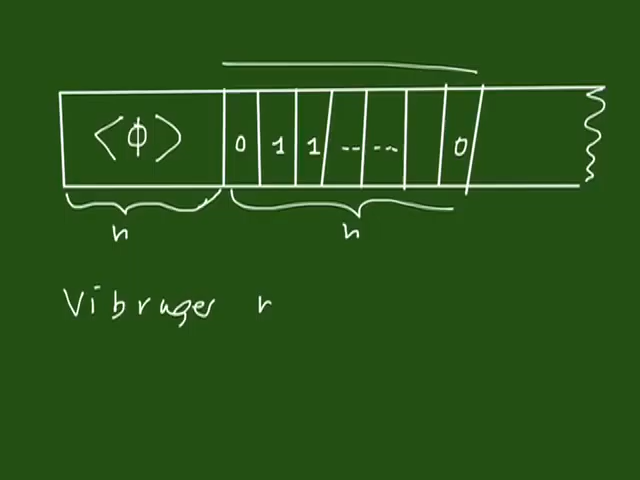 <ϕ> 0 1 1 -- -- 0
n n
Vi bruger n